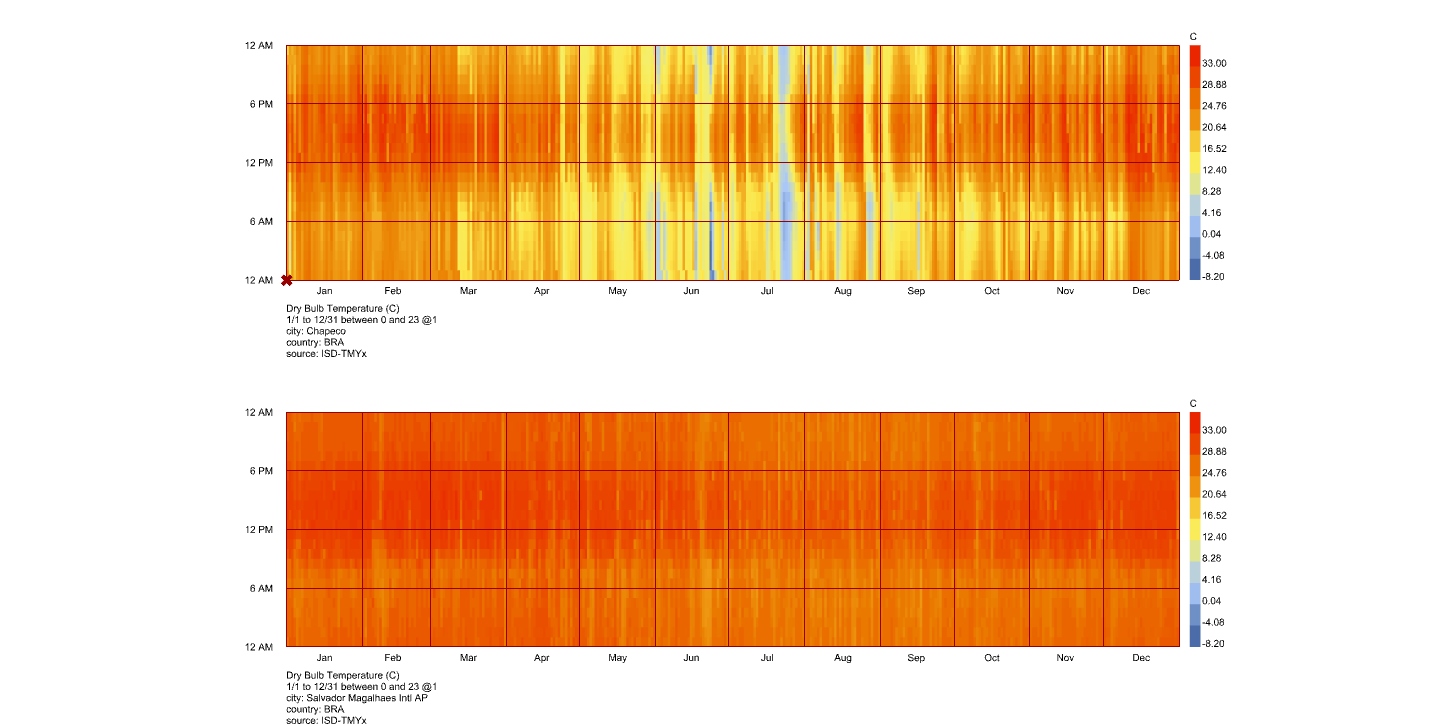 C
12 AM
33.00
28.88
6 PM
24.76
20.64
16.52
12 PM
12.40
8.28
4.16
6 AM
0.04
-4.08
12 AM
-8.20
Jan Feb Mar Apr May Jun Jul Aug Sep Oct Nov Dec
Dry Bulb Temperature (C)
1/1 to 12/31 between 0 and 23 @1
city: Chapeco
country: BRA
source: ISD-TMYx
C
12 AM
33.00
28.88
6 PM
24.76
20.64
16.52
12 PM
12.40
8.28
4.16
6 AM
0.04
-4.08
12 AM
-8.20
Jan Feb Mar Apr May Jun Jul Aug Sep Oct Nov Dec
Dry Bulb Temperature (C)
1/1 to 12/31 between 0 and 23 @1
city: Salvador Magalhaes Intl AP
country: BRA
source: ISD-TMYx